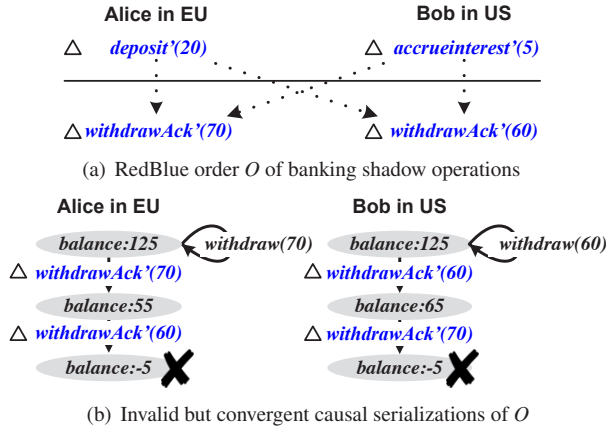 Alice in EU Bob in US
△ deposit'(20) △ accrueinterest'(5)
△ withdrawAck'(70) △ withdrawAck'(60)
(a) RedBlue order O of banking shadow operations
Alice in EU Bob in US
balance:125 withdraw(70) balance:125 withdraw(60)
△ withdrawAck'(70) △ withdrawAck'(60)
balance:55 balance:65
△ withdrawAck'(60) △ withdrawAck'(70)
balance:-5 balance:-5
(b) Invalid but convergent causal serializations of O